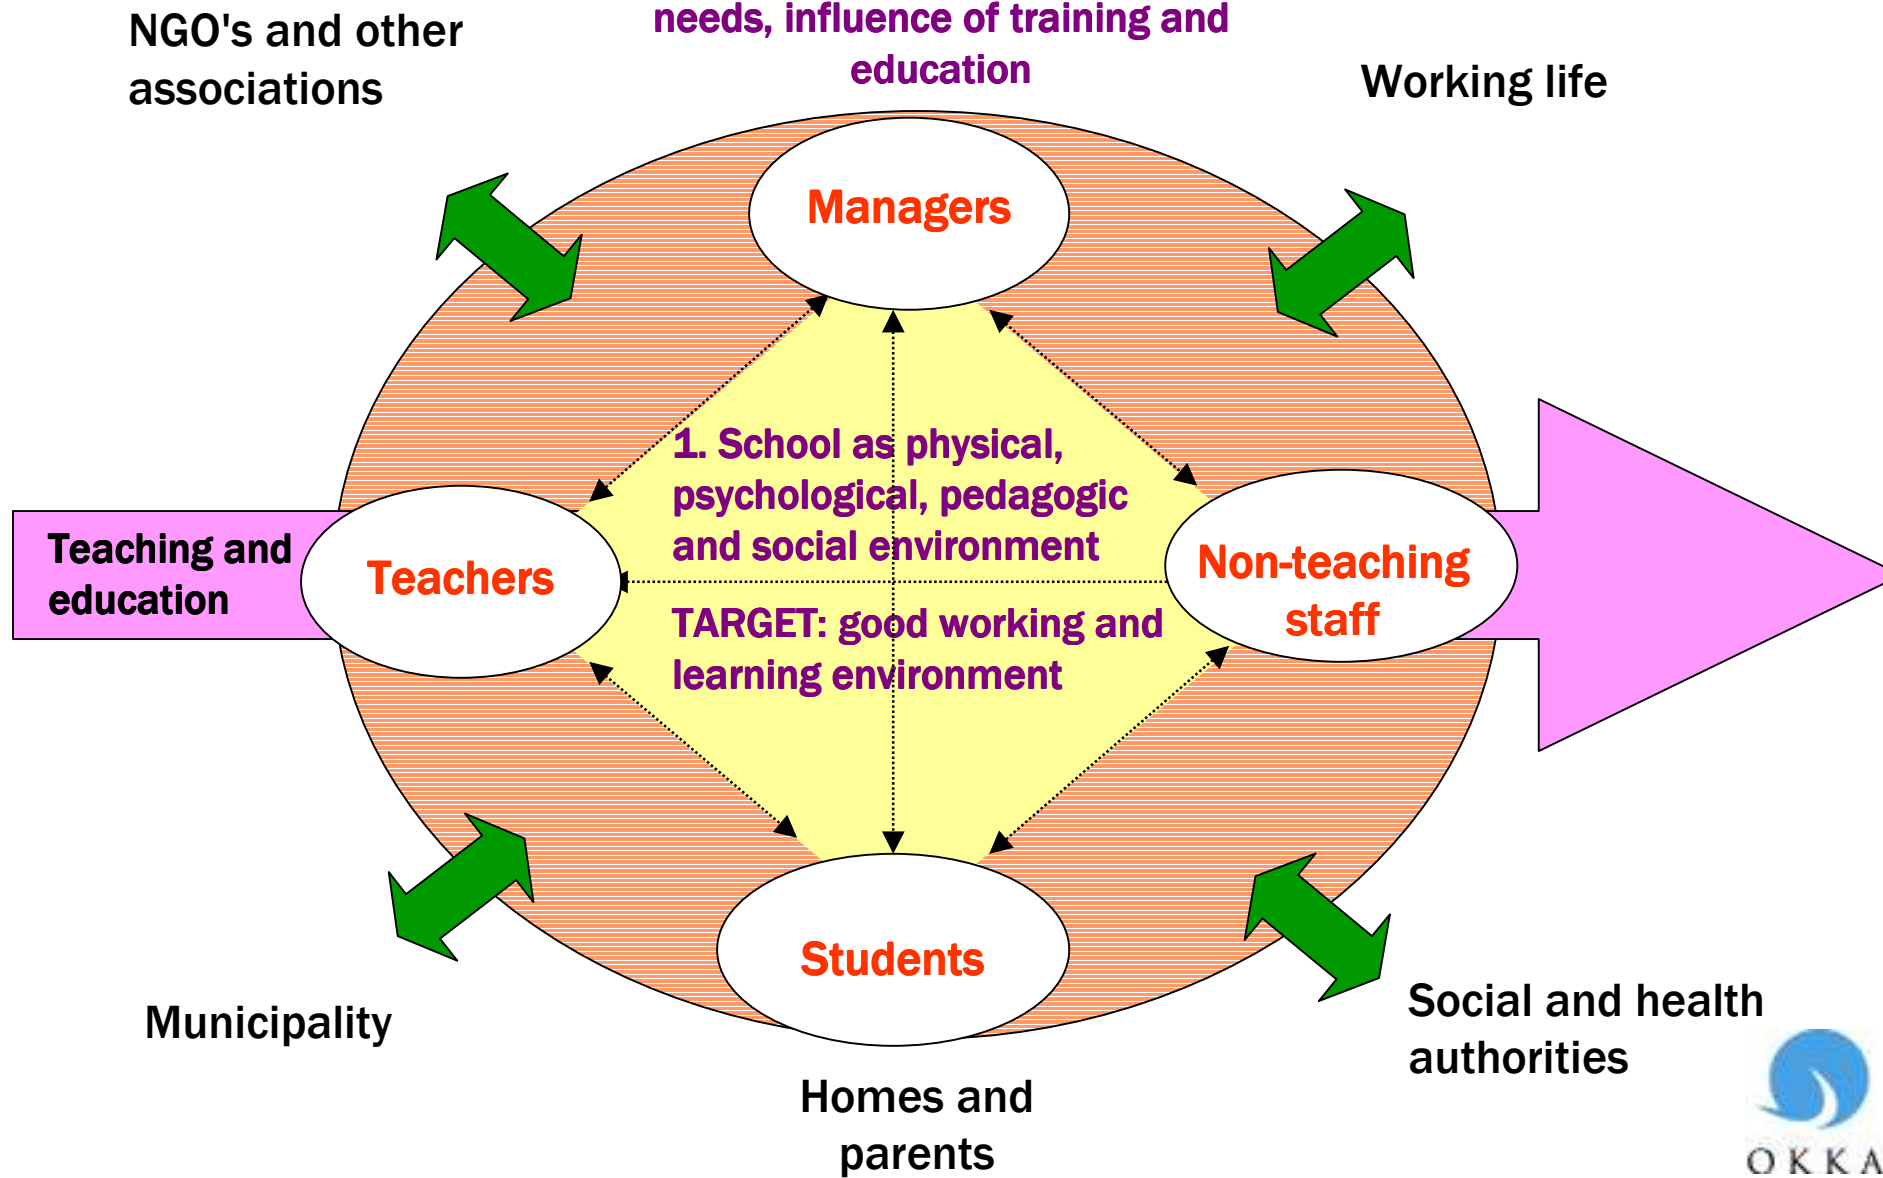 NGO's and other
associations
needs, influence of training and
education
Working life
Managers
1. School as physical,
psychological, pedagogic
and social environment
Teaching and
education
Teachers
Non-teaching
staff
TARGET: good working and
learning environment
Students
Municipality
Social and health
authorities
Homes and
parents
OKKA